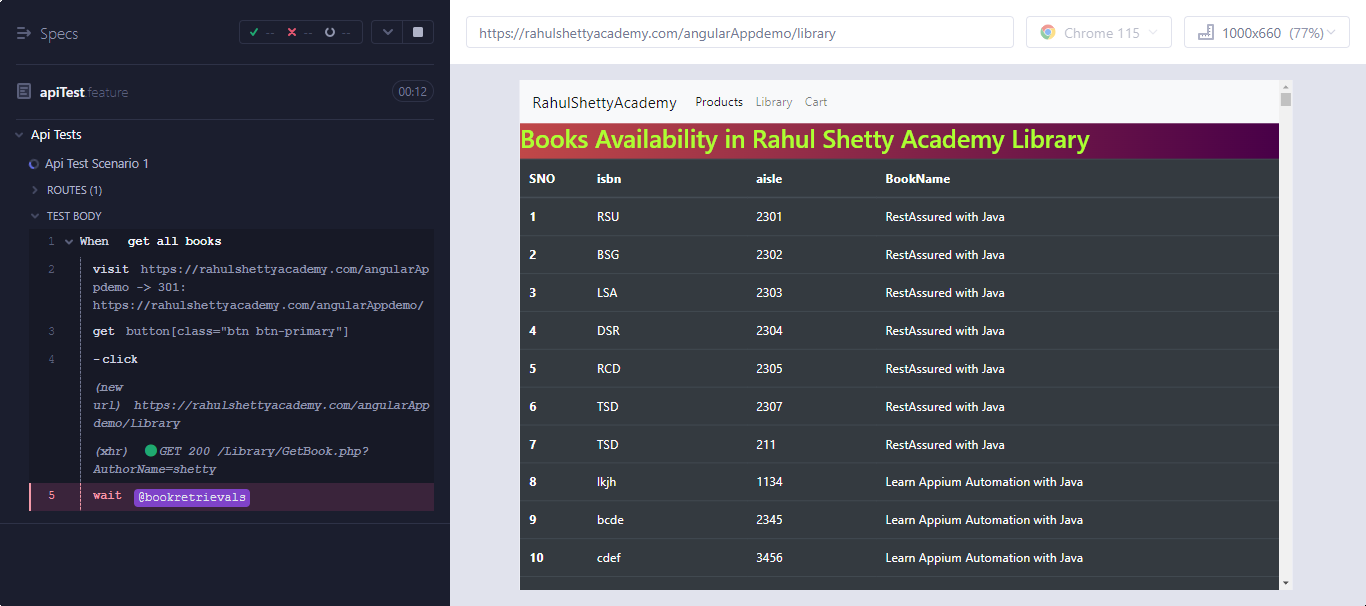 Specs
-- -- --
apiTest.feature
00:12
Api Tests
Api Test Scenario 1
ROUTES (1)
TEST BODY
1 When get all books
2 visit https://rahulshettyacademy.com/angularAp
pdemo -> 301:
https://rahulshettyacademy.com/angularAppdemo/
3 get button[class="btn btn-primary"]
4 -click
(new
url) https://rahulshettyacademy.com/angularApp
demo/library
(xhr) GET 200 /Library/GetBook.php?
AuthorName=shetty
5 wait @bookretrievals
https://rahulshettyacademy.com/angularAppdemo/library
Chrome 115
1000x660 (77%)
RahulShettyAcademy Products Library Cart
Books Availability in Rahul Shetty Academy Library
SNO isbn aisle BookName
1 RSU 2301 RestAssured with Java
2 BSG 2302 RestAssured with Java
3 LSA 2303 RestAssured with Java
4 DSR 2304 RestAssured with Java
5 RCD 2305 RestAssured with Java
6 TSD 2307 RestAssured with Java
7 TSD 211 RestAssured with Java
8 lkjh 1134 Learn Appium Automation with Java
9 bcde 2345 Learn Appium Automation with Java
10 cdef 3456 Learn Appium Automation with Java